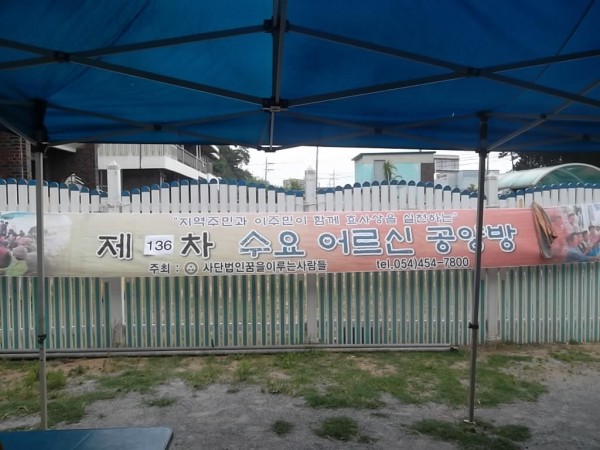 "지역주민과 이주민이 함께 효사상을 실천하는"
제 136 차 수요 어르신 공양방
주최 : 사단법인꿈을이루는사람들 tel.054)454-7800